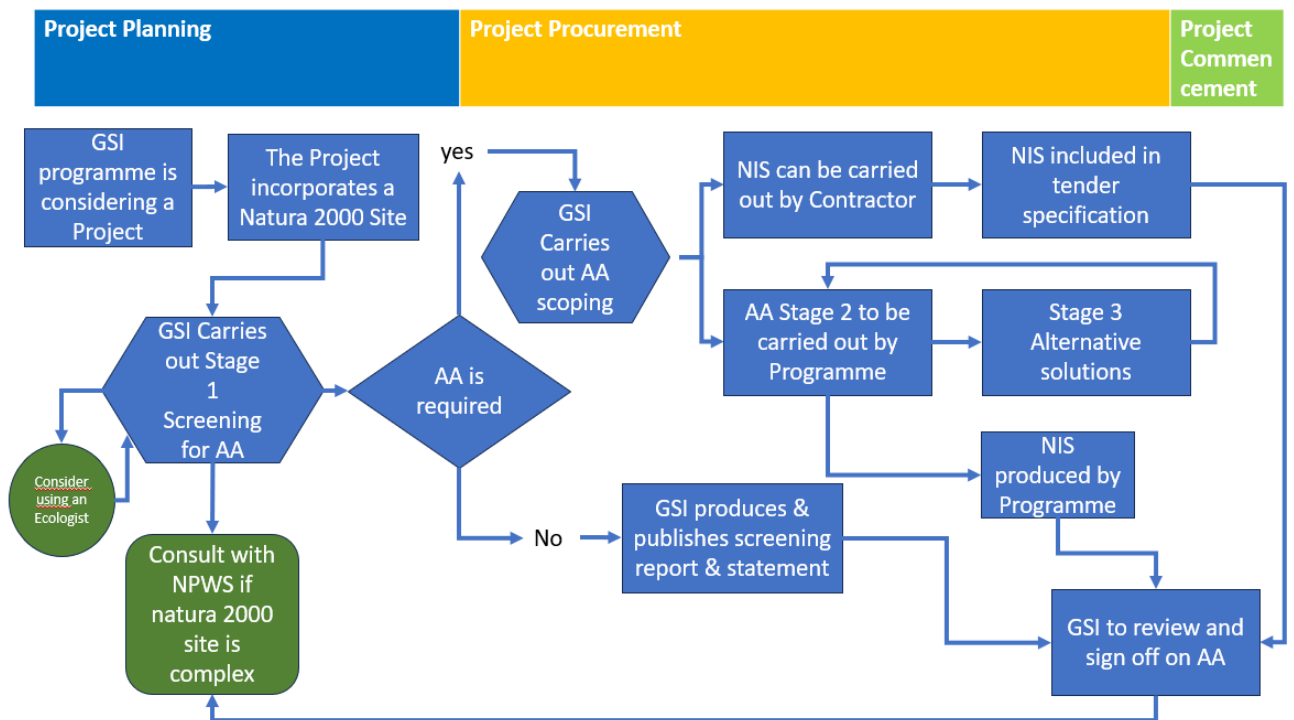 Project Planning
Project Procurement
Project
Commen
cement
GSI
programme is
considering a
Project
The Project
incorporates a
Natura 2000 Site
yes
GSI
Carries
out AA
scoping
NIS can be carried
out by Contractor
NIS included in
tender
specification
GSI Carries
out Stage
1
Screening
for AA
AA is
required
AA Stage 2 to be
carried out by
Programme
Stage 3
Alternative
solutions
Consider
using an
Ecologist
NIS
produced by
Programme
Consult with
NPWS if
natura 2000
site is
complex
No
GSI produces &
publishes screening
report & statement
GSI to review and
sign off on AA